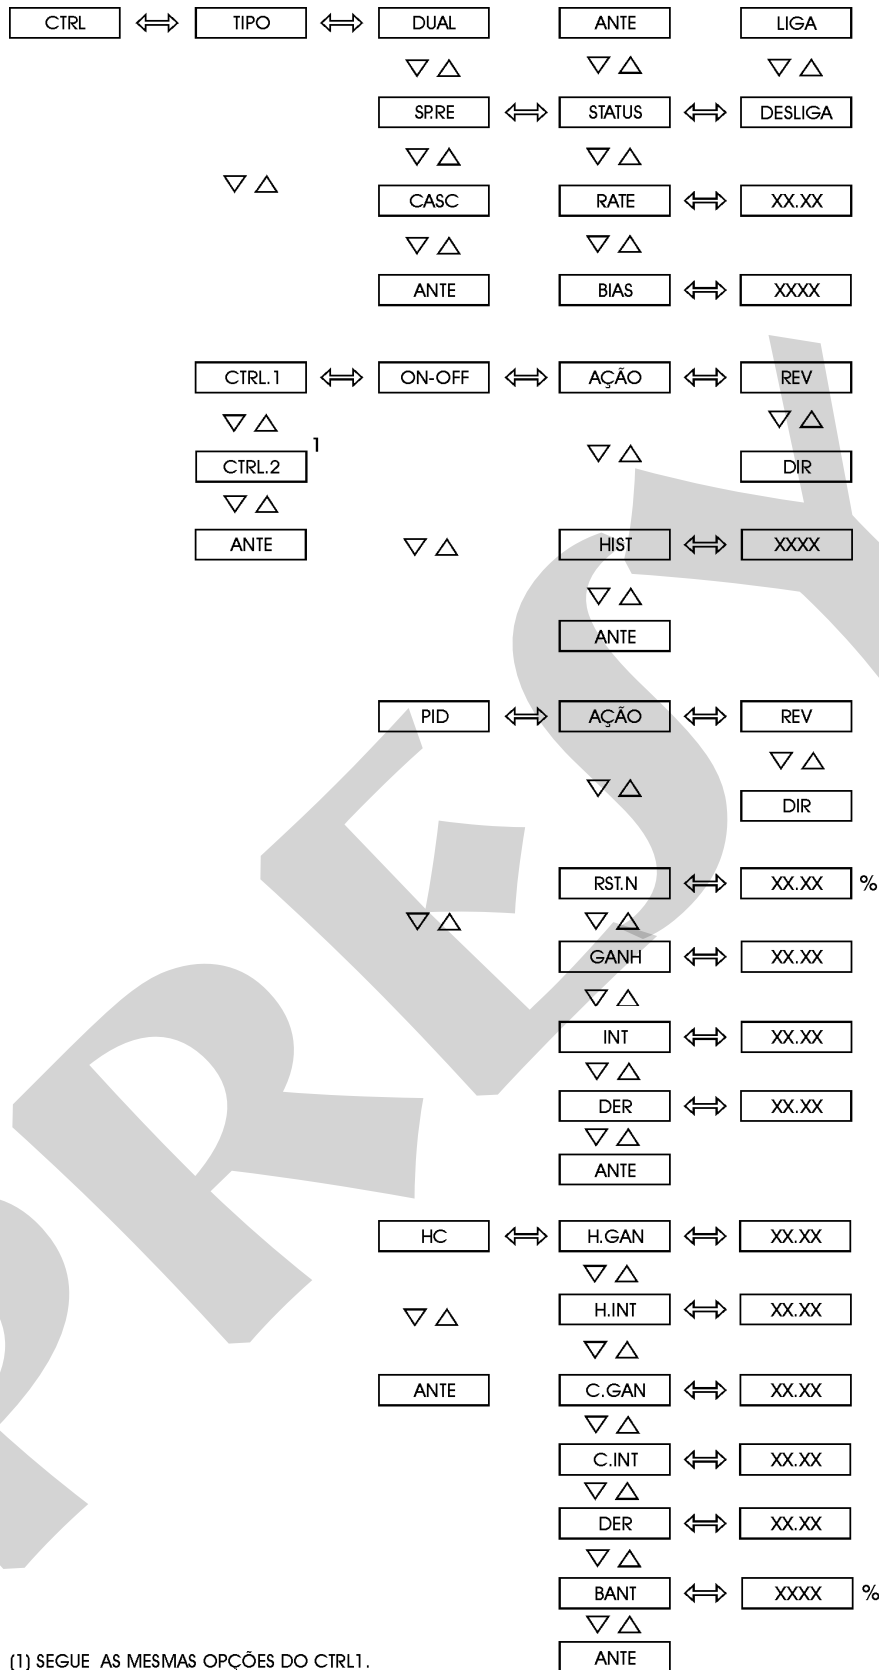 CTRL TIPO DUAL ANTE LIGA
SP.RE STATUS DESLIGA
CASC RATE XX.XX
ANTE BIAS XXXX
CTRL.1 ON-OFF AÇÃO REV
CTRL.2 1 DIR
ANTE HIST XXXX
ANTE
PID AÇÃO REV
DIR
RST.N XX.XX %
GANH XX.XX
INT XX.XX
DER XX.XX
ANTE
HC H.GAN XX.XX
H.INT XX.XX
ANTE C.GAN XX.XX
C.INT XX.XX
DER XX.XX
BANT XXXX %
ANTE
(1) SEGUE AS MESMAS OPÇÕES DO CTRL1.
PRESY